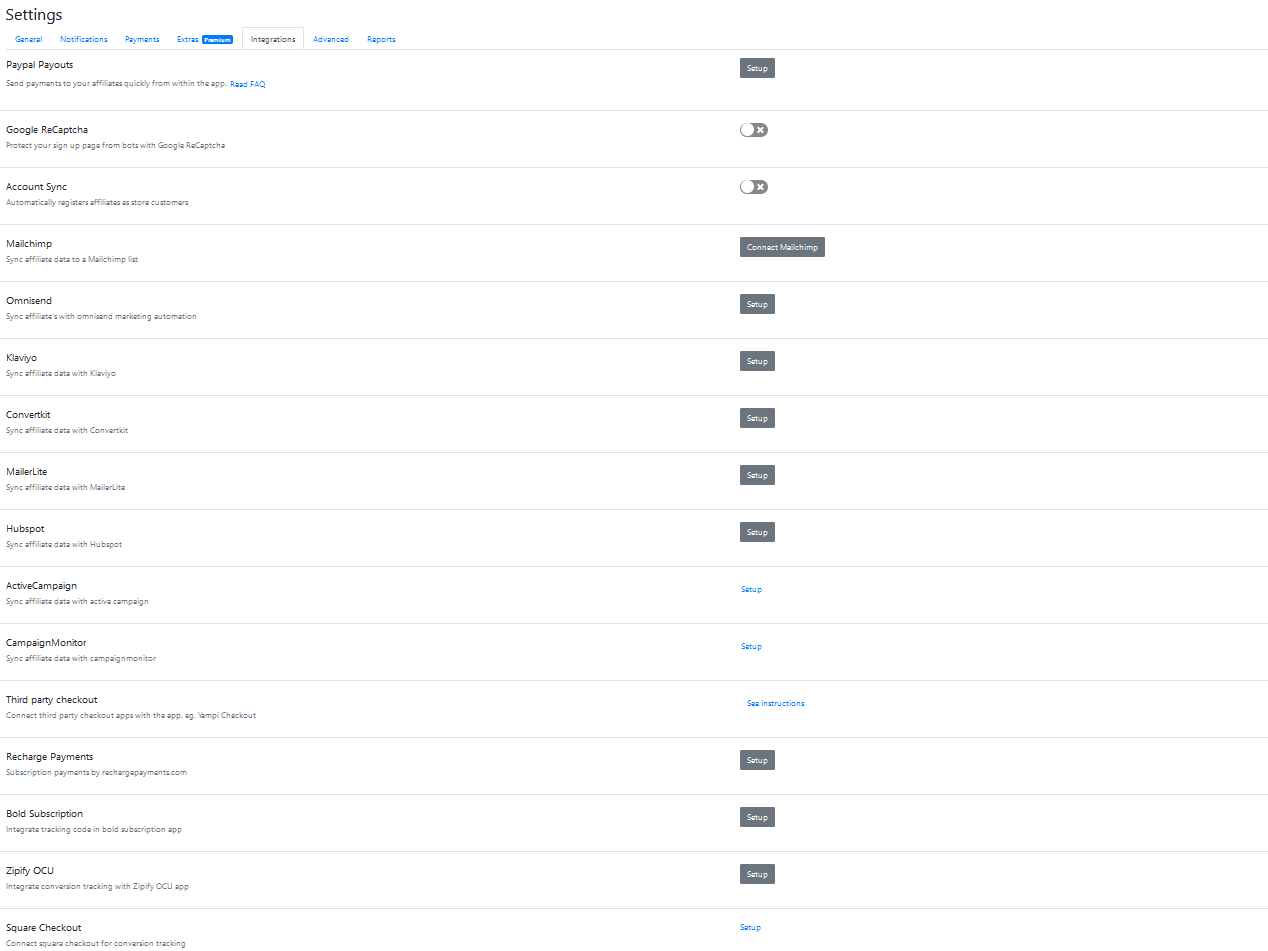 Settings
General Notifications Payments Extras Premium Integrations Advanced Reports
Paypal Payouts
Setup
Send payments to your affiliates quickly from within the app. Read FAQ
Google ReCaptcha
Protect your sign up page from bots with Google ReCaptcha
Account Sync
Automatically registers affiliates as store customers
Mailchimp
Connect Mailchimp
Sync affiliate data to a Mailchimp list
Omnisend
Setup
Sync affiliate's with omnisend marketing automation
Klaviyo
Setup
Sync affiliate data with Klaviyo
Convertkit
Setup
Sync affiliate data with Convertkit
MailerLite
Setup
Sync affiliate data with MailerLite
Hubspot
Setup
Sync affiliate data with Hubspot
ActiveCampaign
Setup
Sync affiliate data with active campaign
CampaignMonitor
Setup
Sync affiliate data with campaignmonitor
Third party checkout
See instructions
Connect third party checkout apps with the app. eg. Yampi Checkout
Recharge Payments
Setup
Subscription payments by rechargepayments.com
Bold Subscription
Setup
Integrate tracking code in bold subscription app
Zipify OCU
Setup
Integrate conversion tracking with Zipify OCU app
Square Checkout
Setup
Connect square checkout for conversion tracking